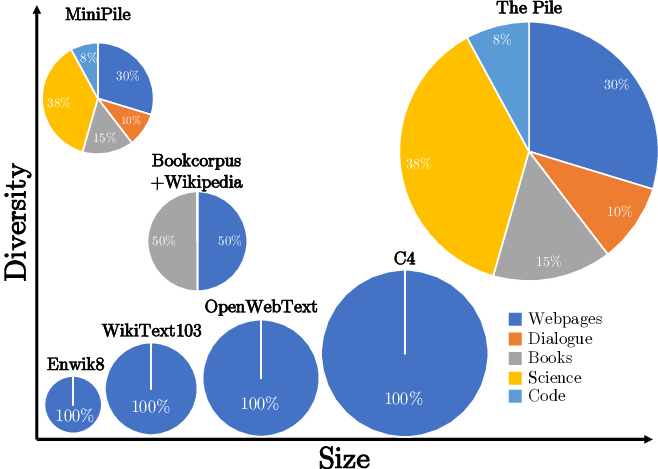 MiniPile
8%
30%
38%
10%
15%
The Pile
8%
30%
38%
10%
15%
Bookcorpus
+Wikipedia
50%
50%
C4
100%
OpenWebText
100%
WikiText103
100%
Enwik8
100%
Webpages
Dialogue
Books
Science
Code
Diversity
Size